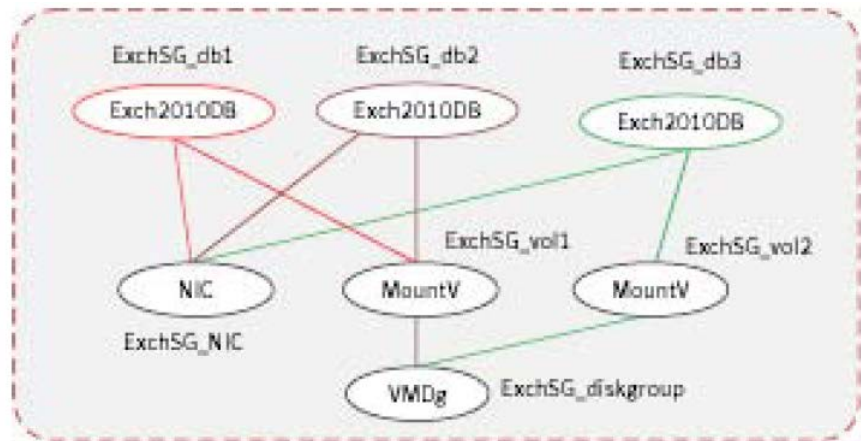 ExchSG_db1
ExchSG_db2
ExchSG_db3
Exch2010DB
Exch2010DB
Exch2010DB
ExchSG_vol1
ExchSG_vol2
NIC
MountV
MountV
ExchSG_NIC
VMDg
ExchSG_diskgroup